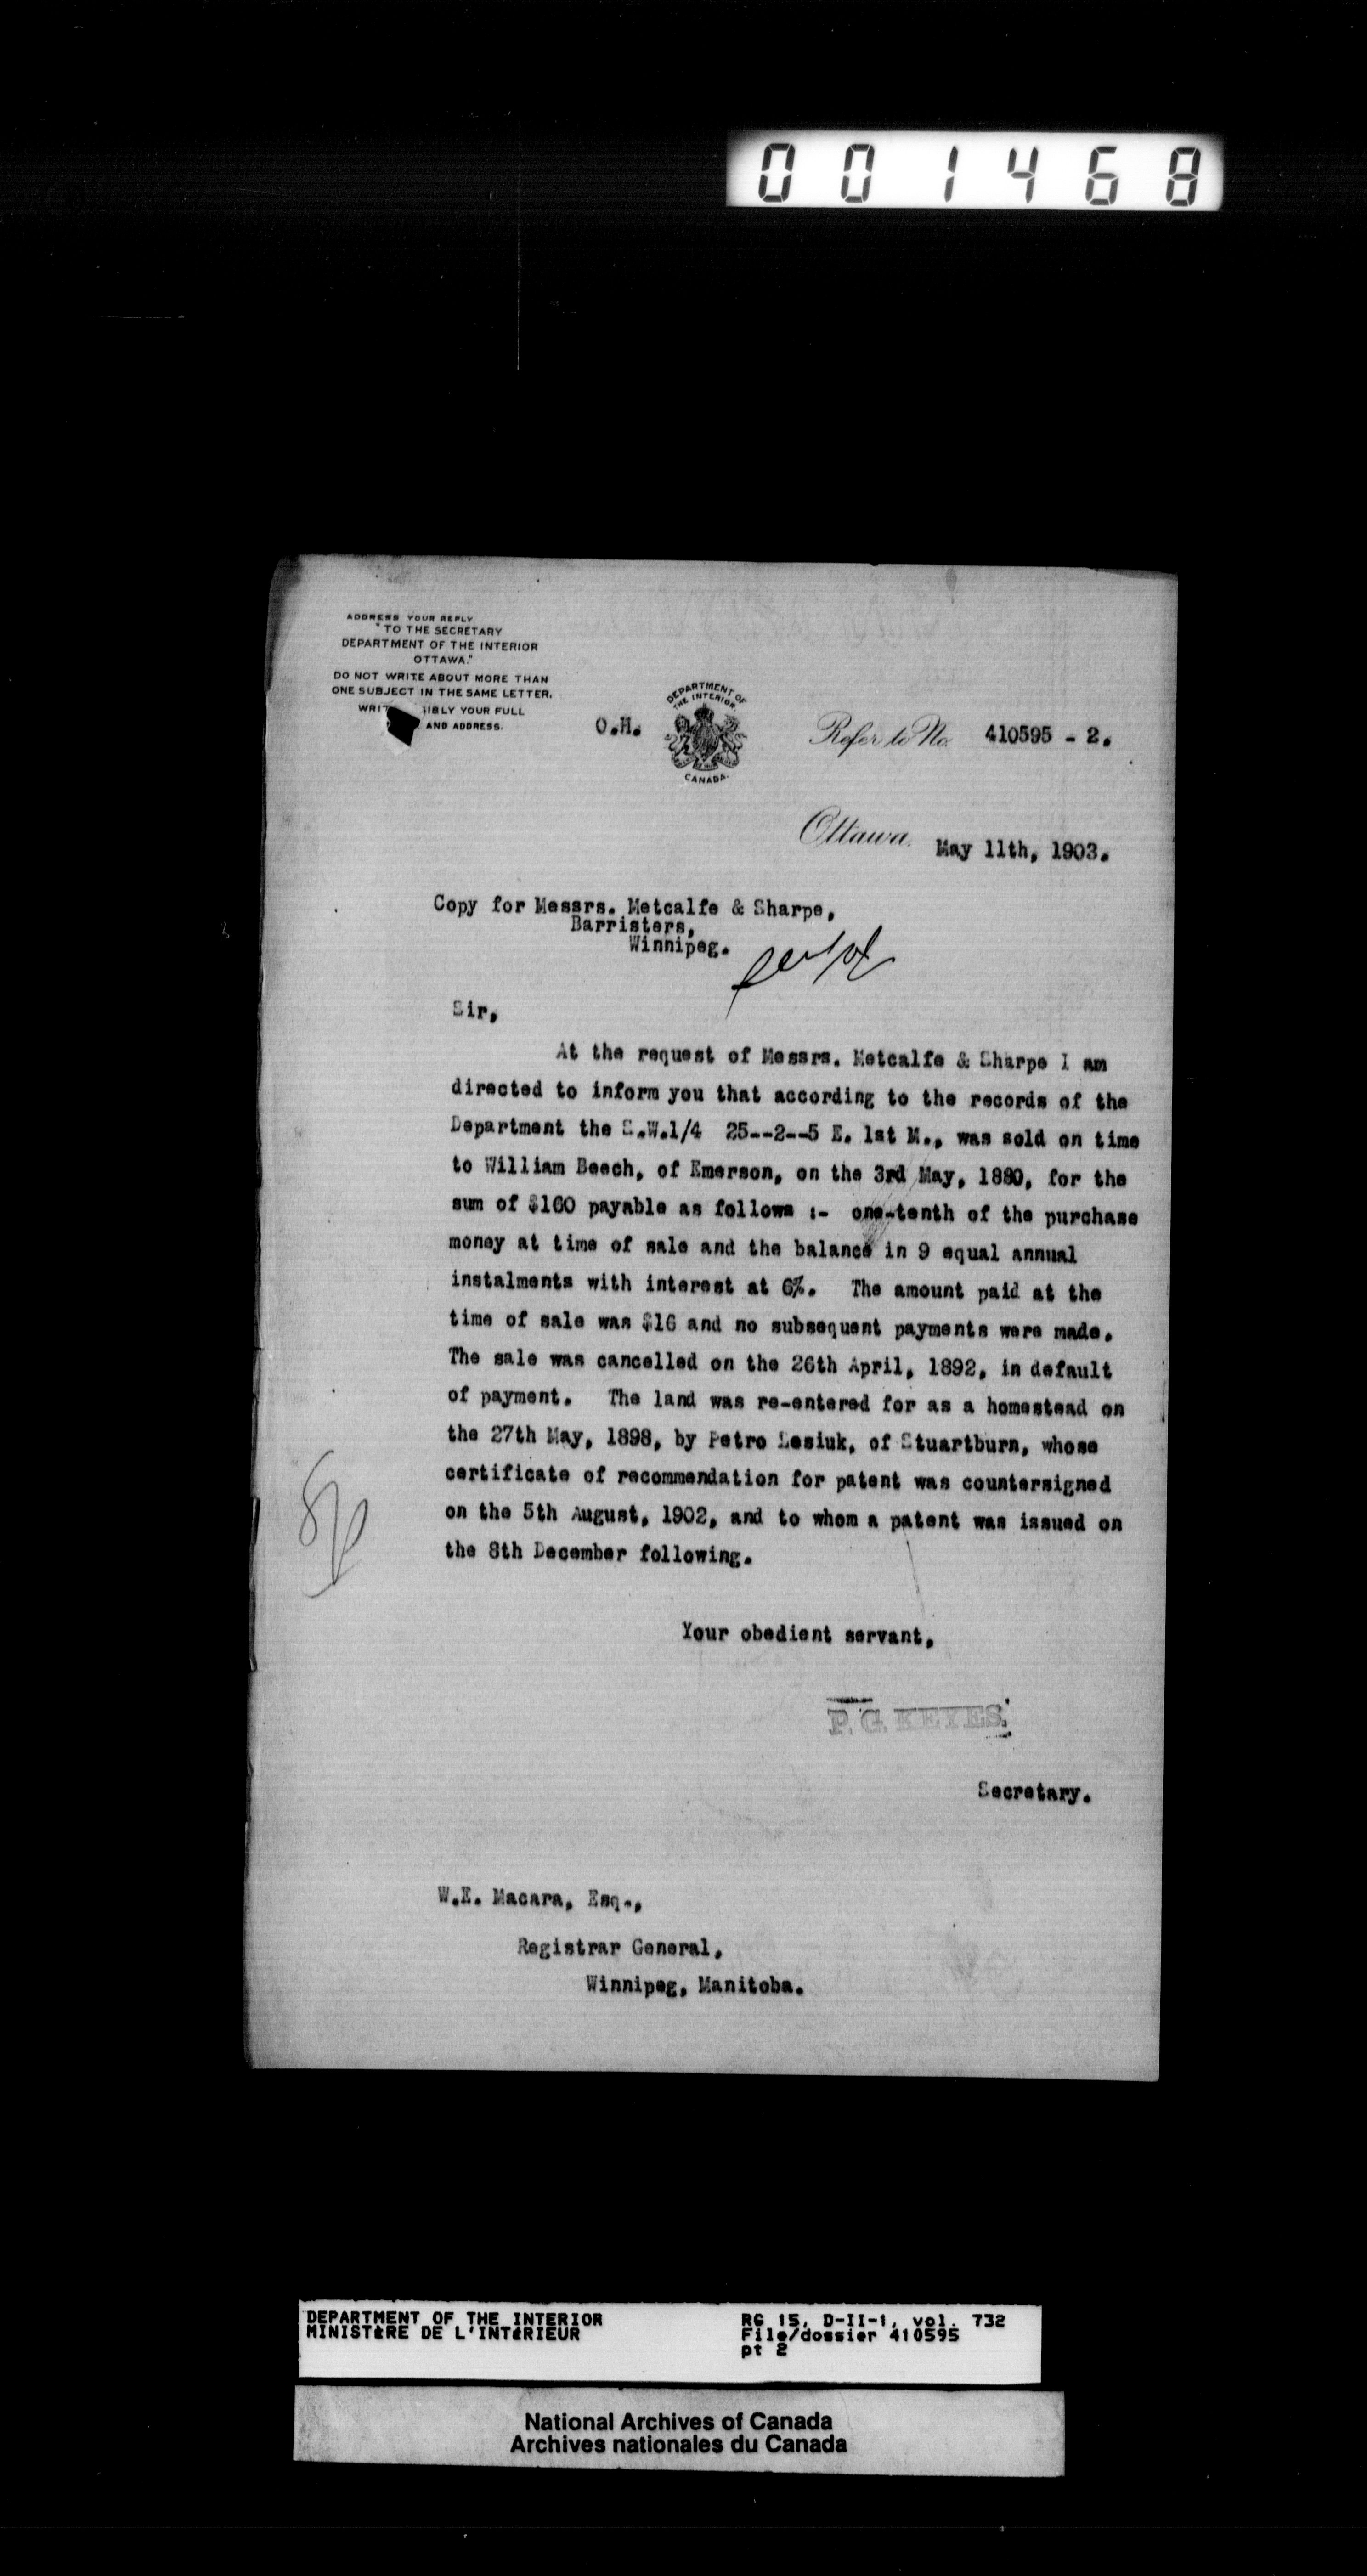 001468
ADDRESS YOUR REPLY
"TO THE SECRETARY
DEPARTMENT OF THE INTERIOR
OTTAWA."
DO NOT WRITE ABOUT MORE THAN
ONE SUBJECT IN THE SAME LETTER.
YOUR FULL
AND ADDRESS.
O.H.
DEPARTMENT OF
THE INTERIOR.
CANADA.
Refer to No. 410595 - 2.
Ottawa, May 11th, 1903.
Copy for Messrs. Metcalfe & Sharpe,
Barristers,
Winnipeg.
Sir,
At the request of Messrs. Metcalfe & Sharpe I am
directed to inform you that according to the records of the
Department the S.W.1/4 25--2--5 E. 1st M., was sold on time
to William Beech, of Emerson, on the 3rd May, 1880, for the
sum of $160 payable as follows :- one-tenth of the purchase
money at time of sale and the balance in 9 equal annual
instalments with interest at 6%. The amount paid at the
time of sale was $16 and no subsequent payments were made.
The sale was cancelled on the 26th April, 1892, in default
of payment. The land was re-entered for as a homestead on
the 27th May, 1898, by Petro Lesiuk, of Stuartburn, whose
certificate of recommendation for patent was countersigned
on the 5th August, 1902, and to whom a patent was issued on
the 8th December following.
Your obedient servant,
P. G. KEYES.
Secretary.
W.E. Macara, Esq.,
Registrar General,
Winnipeg, Manitoba.
DEPARTMENT OF THE INTERIOR RG 15, D-II-1, vol. 732
MINISTÈRE DE L'INTÉRIEUR File/dossier 410595
pt 2
National Archives of Canada
Archives nationales du Canada